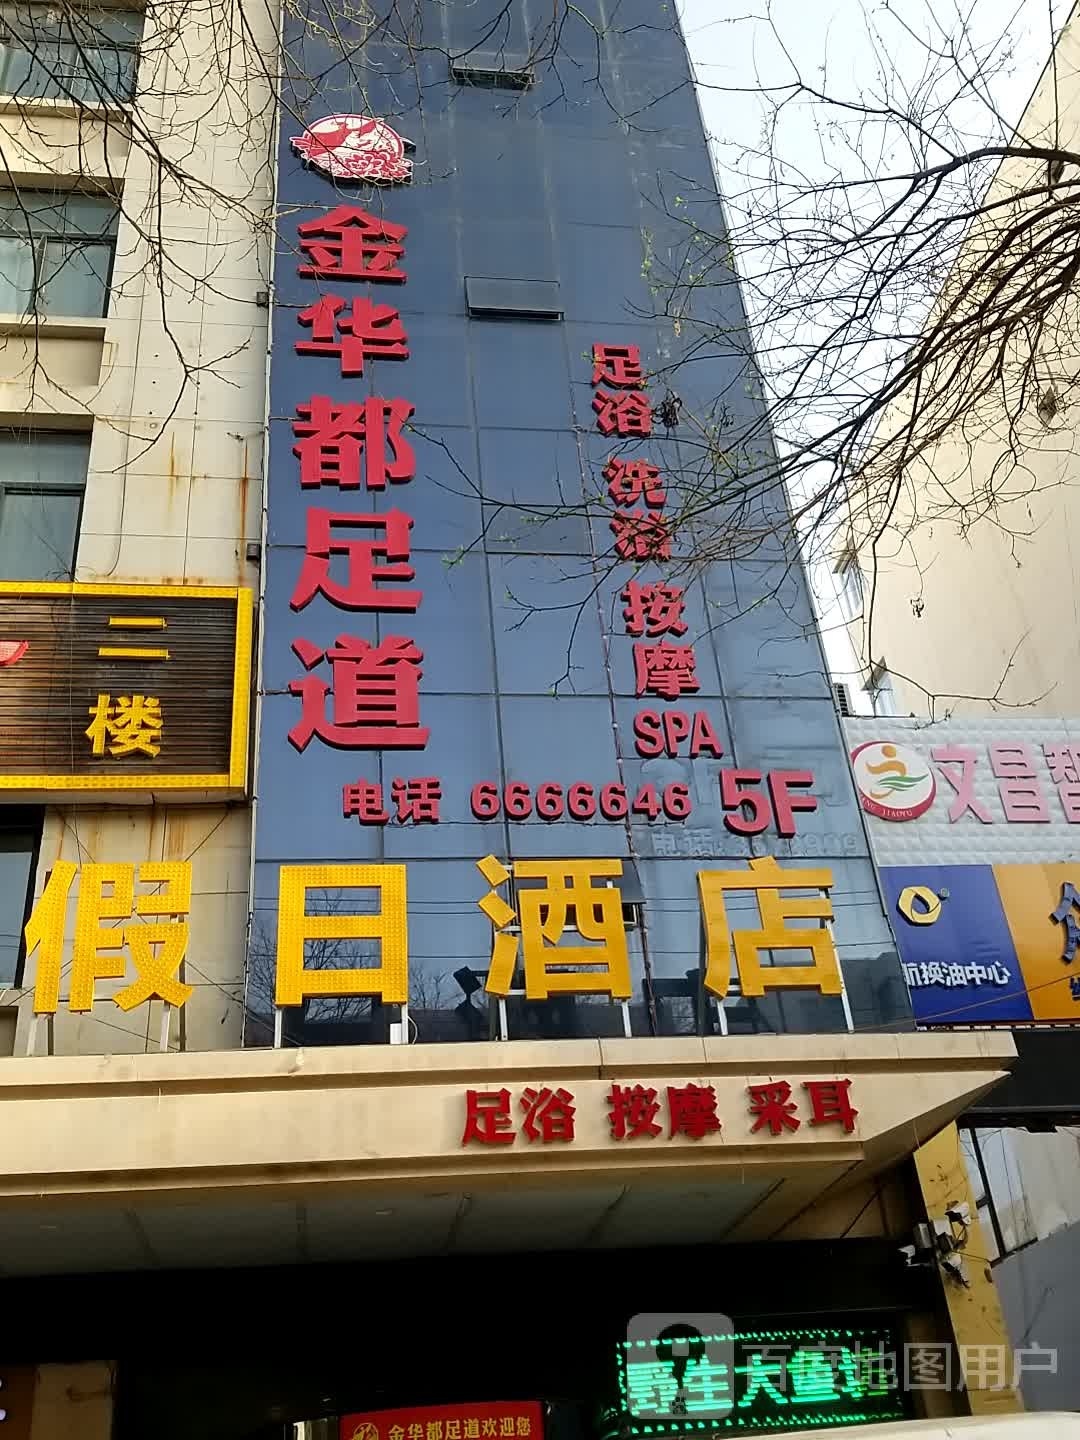 金华都足道
足浴 洗浴 按摩 SPA
电话 6666646 5F
二楼
假日酒店
文昌
航换油中心
足浴 按摩 采耳
金华都足道欢迎您
百度地图用户